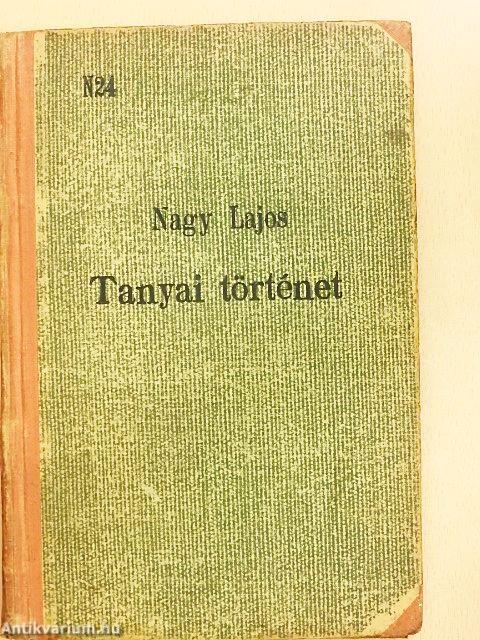 N24
Nagy Lajos
Tanyai történet
Antikvarium.hu